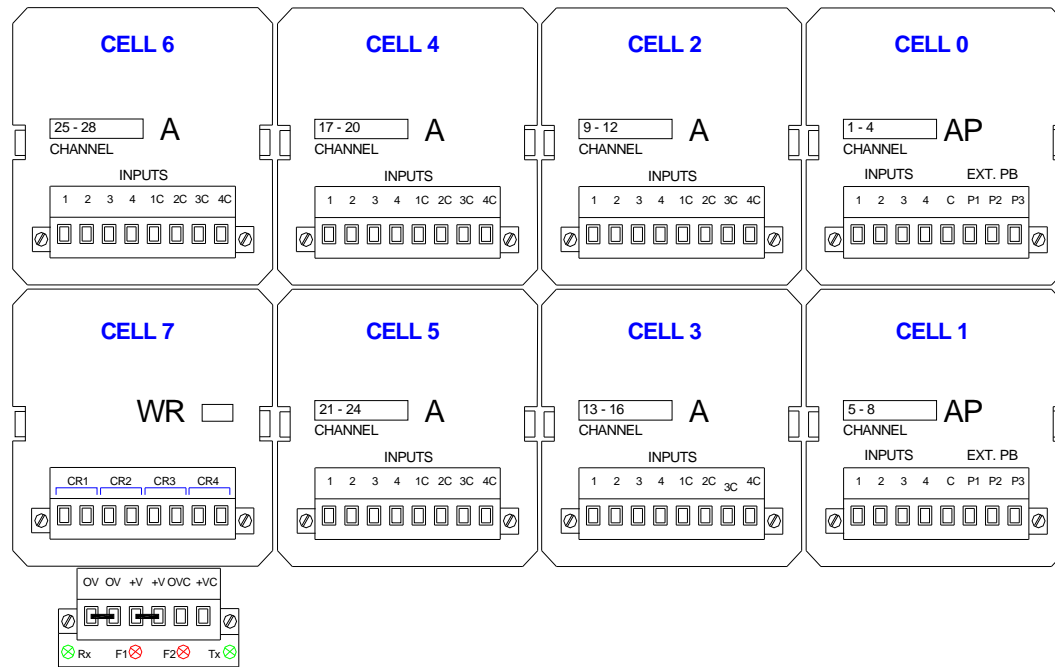 CELL 6
25 - 28 A
CHANNEL
INPUTS
1 2 3 4 1C 2C 3C 4C
CELL 4
17 - 20 A
CHANNEL
INPUTS
1 2 3 4 1C 2C 3C 4C
CELL 2
9 - 12 A
CHANNEL
INPUTS
1 2 3 4 1C 2C 3C 4C
CELL 0
1 - 4 AP
CHANNEL
INPUTS EXT. PB
1 2 3 4 C P1 P2 P3
CELL 7
WR
CR1 CR2 CR3 CR4
CELL 5
21 - 24 A
CHANNEL
INPUTS
1 2 3 4 1C 2C 3C 4C
CELL 3
13 - 16 A
CHANNEL
INPUTS
1 2 3 4 1C 2C 3C 4C
CELL 1
5 - 8 AP
CHANNEL
INPUTS EXT. PB
1 2 3 4 C P1 P2 P3
OV OV +V +V OVC +VC
Rx F1 F2 Tx